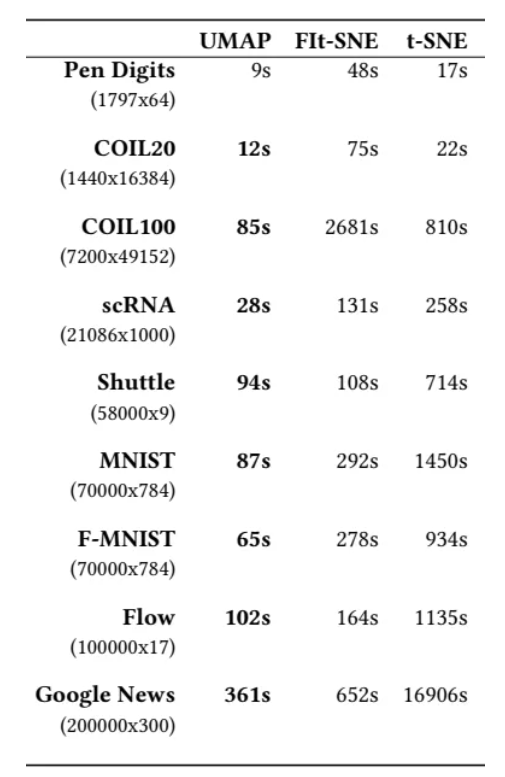 UMAP FIt-SNE t-SNE
Pen Digits 9s 48s 17s
(1797x64)
COIL20 12s 75s 22s
(1440x16384)
COIL100 85s 2681s 810s
(7200x49152)
scRNA 28s 131s 258s
(21086x1000)
Shuttle 94s 108s 714s
(58000x9)
MNIST 87s 292s 1450s
(70000x784)
F-MNIST 65s 278s 934s
(70000x784)
Flow 102s 164s 1135s
(100000x17)
Google News 361s 652s 16906s
(200000x300)